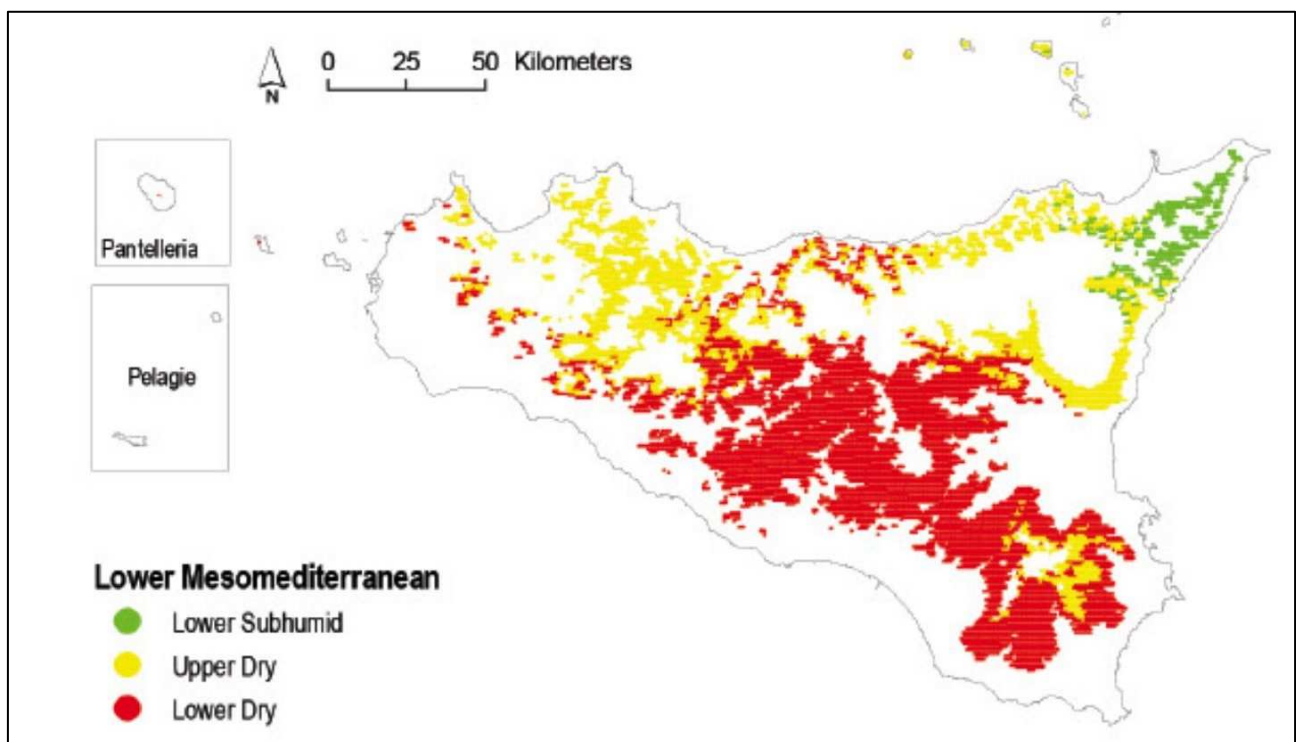 0 25 50 Kilometers
N
Pantelleria
Pelagie
Lower Mesomediterranean
Lower Subhumid
Upper Dry
Lower Dry